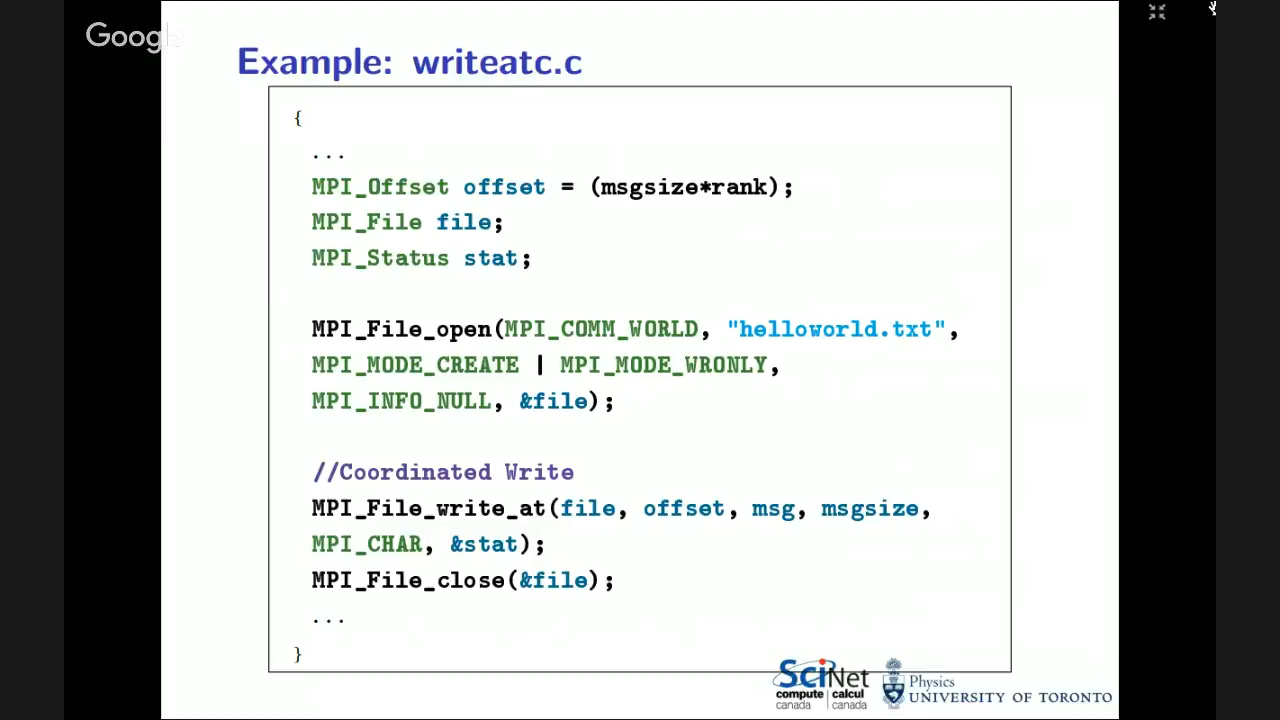 Google
Example: writeatc.c
{
...
MPI_Offset offset = (msgsize*rank);
MPI_File file;
MPI_Status stat;
MPI_File_open(MPI_COMM_WORLD, "helloworld.txt",
MPI_MODE_CREATE | MPI_MODE_WRONLY,
MPI_INFO_NULL, &file);
//Coordinated Write
MPI_File_write_at(file, offset, msg, msgsize,
MPI_CHAR, &stat);
MPI_File_close(&file);
...
}
SciNet
compute | calcul
canada | canada
Physics
UNIVERSITY OF TORONTO